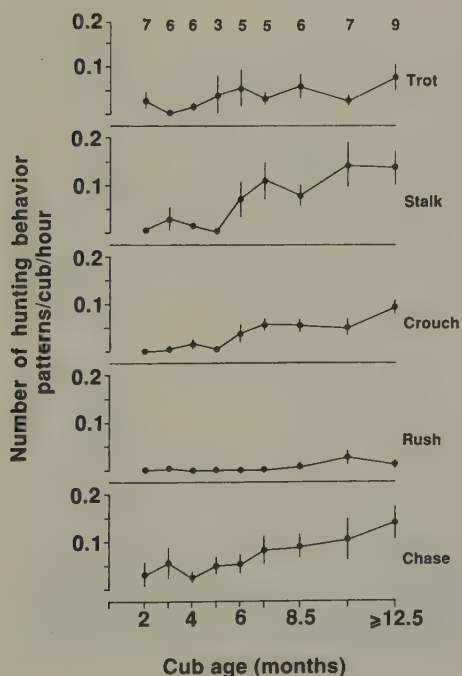 0.2 7 6 6 3 5 5 6 7 9
0.1
Trot
0.2
0.1
Stalk
0.2
0.1
Crouch
0.2
0.1
Rush
0.2
0.1
Chase
Number of hunting behavior
patterns/cub/hour
2 4 6 8.5 ⩾12.5
Cub age (months)